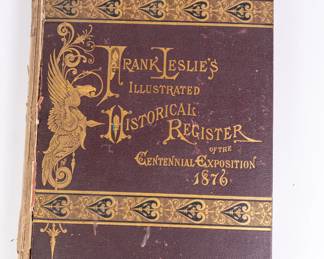 Frank Leslie's
Illustrated
Historical Register
of the
Centennial Exposition
1876